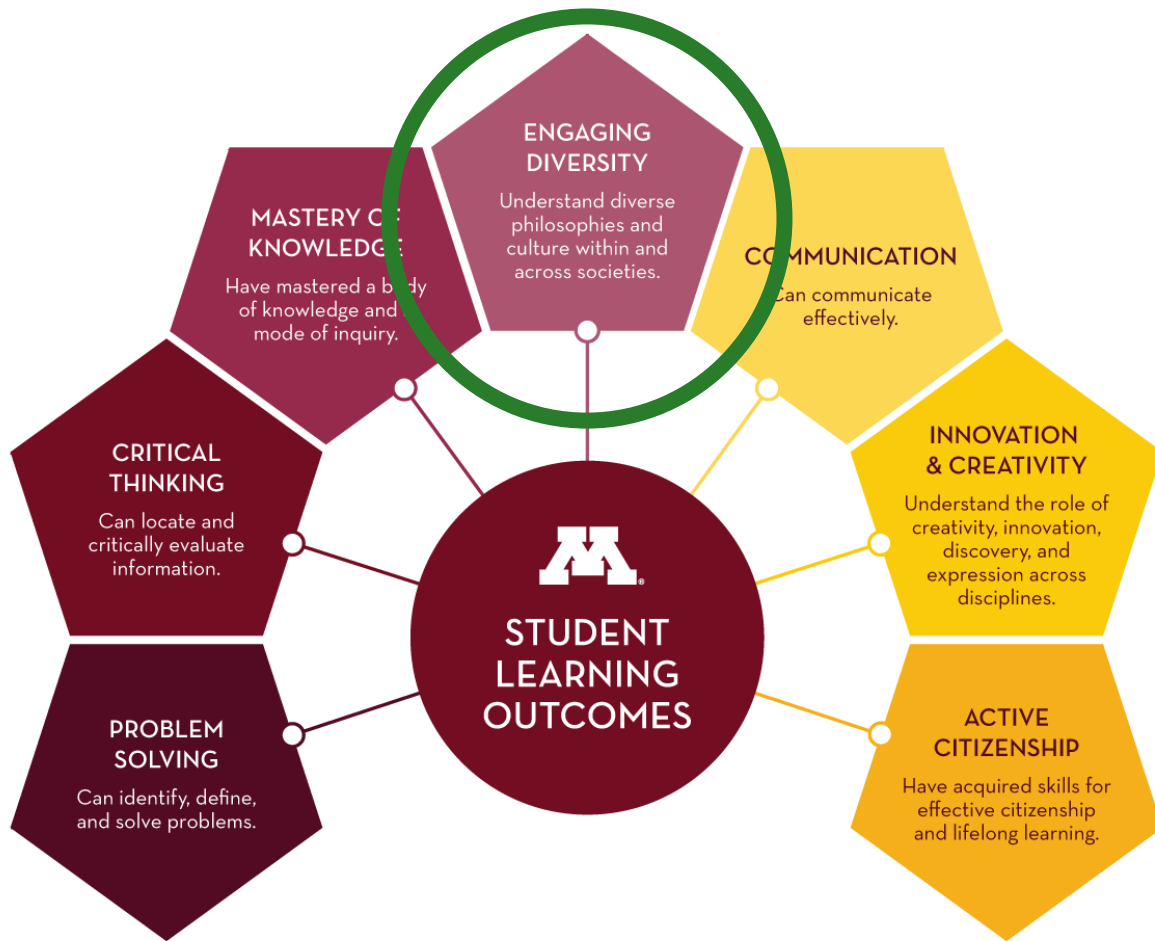 ENGAGING
DIVERSITY
Understand diverse
philosophies and
culture within and
across societies.
MASTERY OF
KNOWLEDGE
Have mastered a body
of knowledge and
mode of inquiry.
COMMUNICATION
Can communicate
effectively.
CRITICAL
THINKING
Can locate and
critically evaluate
information.
INNOVATION
& CREATIVITY
Understand the role of
creativity, innovation,
discovery, and
expression across
disciplines.
M®
STUDENT
LEARNING
OUTCOMES
PROBLEM
SOLVING
Can identify, define,
and solve problems.
ACTIVE
CITIZENSHIP
Have acquired skills for
effective citizenship
and lifelong learning.